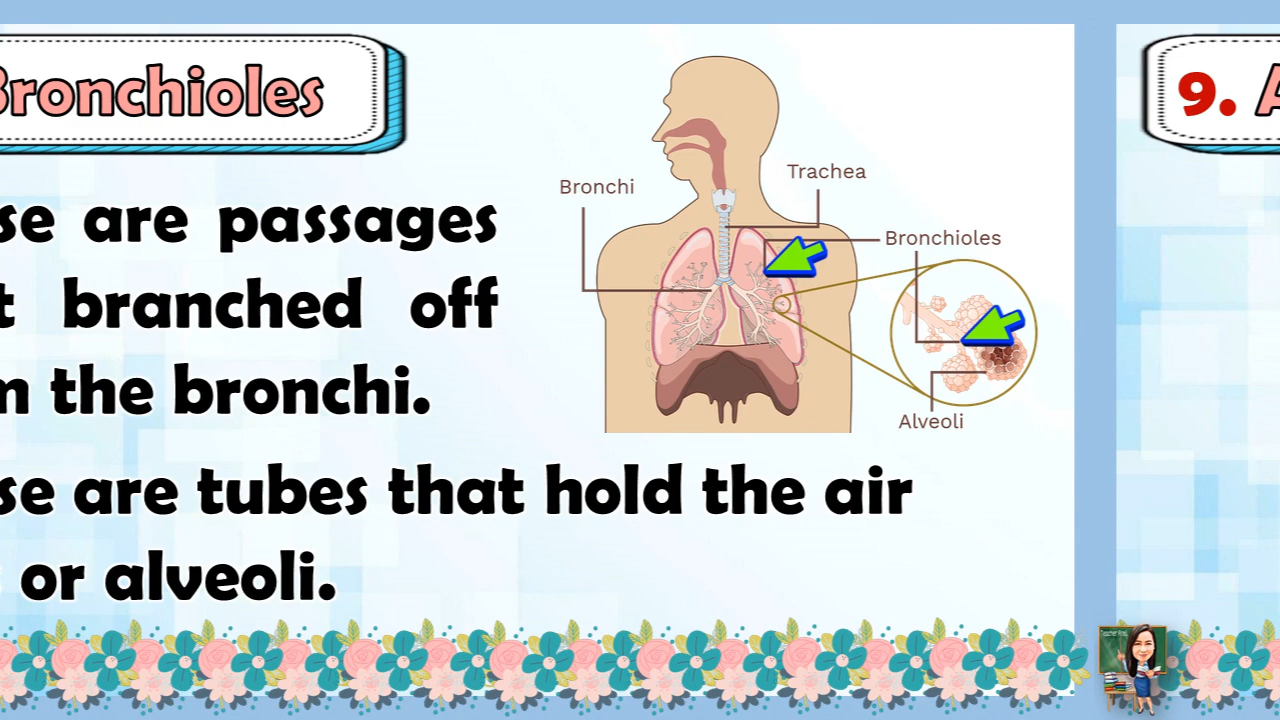 Bronchioles
se are passages
t branched off
m the bronchi.
se are tubes that hold the air
or alveoli.
Bronchi
Trachea
Bronchioles
Alveoli
9. A